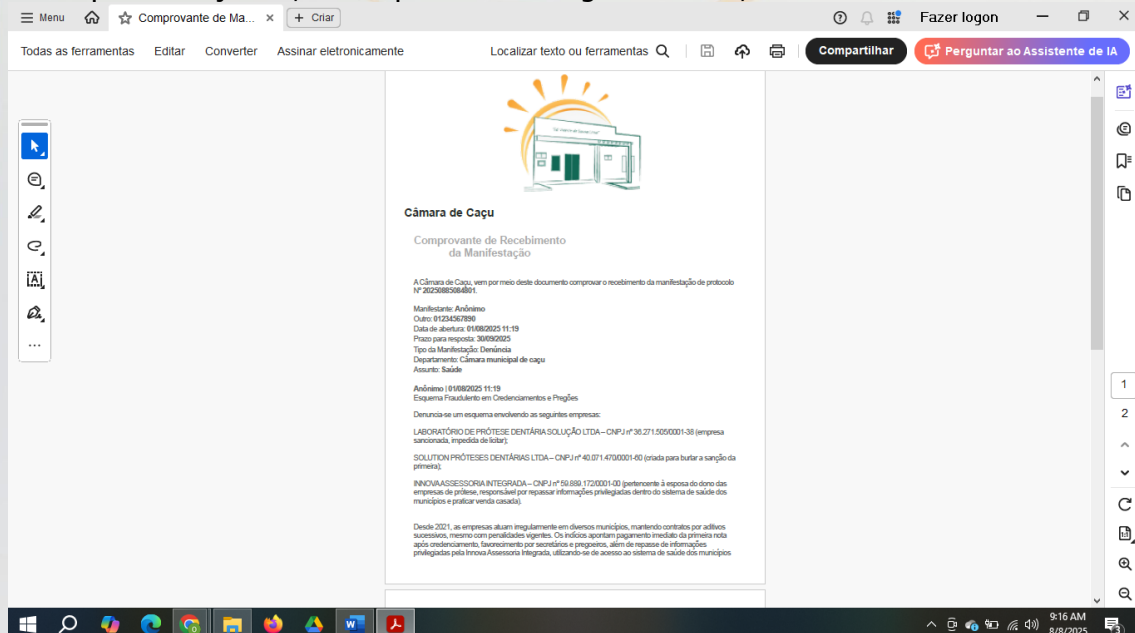 Menu
Comprovante de Ma...
Criar
Fazer logon
Todas as ferramentas
Editar
Converter
Assinar eletronicamente
Localizar texto ou ferramentas
Compartilhar
Perguntar ao Assistente de IA
Câmara de Caçu
Comprovante de Recebimento
da Manifestação
A Câmara de Caçu, vem por meio deste documento comprovar o recebimento da manifestação de protocolo
Nº 20250885084801.
Manifestante: Anônimo
Outro: 01234567890
Data de abertura: 01/08/2025 11:19
Prazo para resposta: 30/09/2025
Tipo da Manifestação: Denúncia
Departamento: Câmara municipal de caçu
Assunto: Saúde
Anônimo | 01/08/2025 11:19
Esquema Fraudulento em Credenciamentos e Pregões
Denuncia-se um esquema envolvendo as seguintes empresas:
LABORATÓRIO DE PRÓTESE DENTÁRIA SOLUÇÃO LTDA – CNPJ nº 36.271.505/0001-38 (empresa
sancionada, impedida de licitar);
SOLUTION PRÓTESES DENTÁRIAS LTDA – CNPJ nº 40.071.470/0001-60 (criada para burlar a sanção da
primeira);
INNOVA ASSESSORIA INTEGRADA – CNPJ nº 59.889.172/0001-00 (pertencente à esposa do dono das
empresas de prótese, responsável por repassar informações privilegiadas dentro do sistema de saúde dos
municípios e praticar venda casada).
Desde 2021, as empresas atuam irregularmente em diversos municípios, mantendo contratos por aditivos
sucessivos, mesmo com penalidades vigentes. Os indícios apontam pagamento imediato da primeira nota
após credenciamento, favorecimento por secretários e pregoeiros, além de repasse de informações
privilegiadas pela Innova Assessoria Integrada, utilizando-se de acesso ao sistema de saúde dos municípios
1
2
9:16 AM
8/8/2025